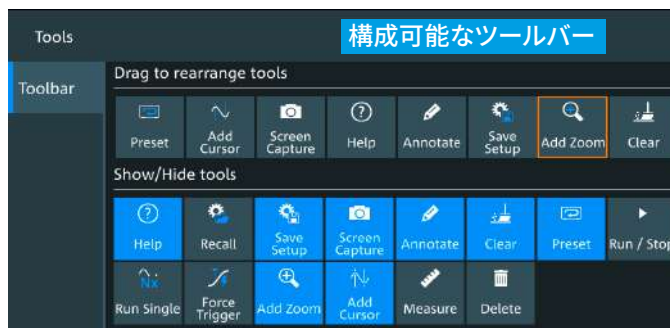 Tools
構成可能なツールバー
Toolbar
Drag to rearrange tools
Preset
Add Cursor
Screen Capture
Help
Annotate
Save Setup
Add Zoom
Clear
Show/Hide tools
Help
Recall
Save Setup
Screen Capture
Annotate
Clear
Preset
Run / Stop
Nx
Run Single
Force Trigger
Add Zoom
Add Cursor
Measure
Delete